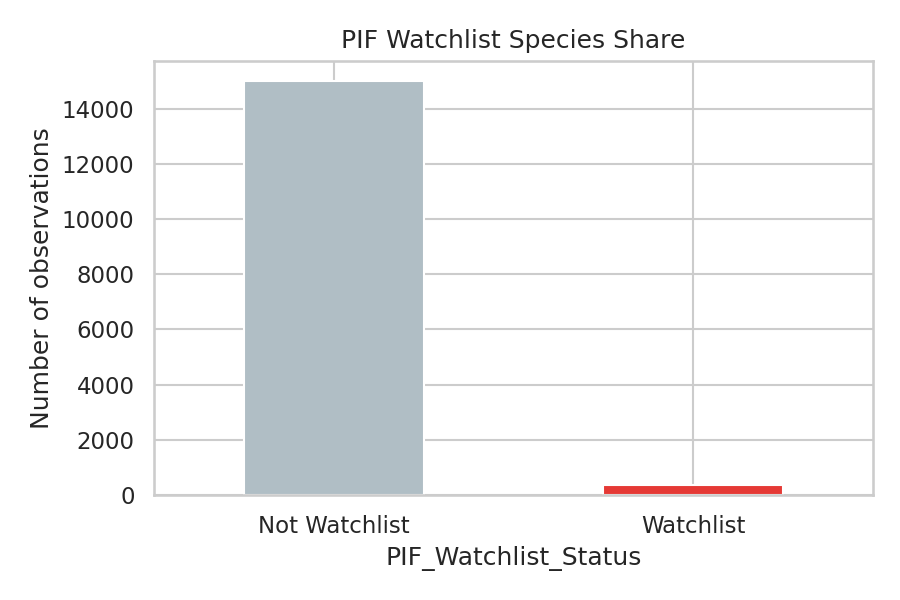 PIF Watchlist Species Share
Number of observations
14000
12000
10000
8000
6000
4000
2000
0
Not Watchlist
Watchlist
PIF_Watchlist_Status